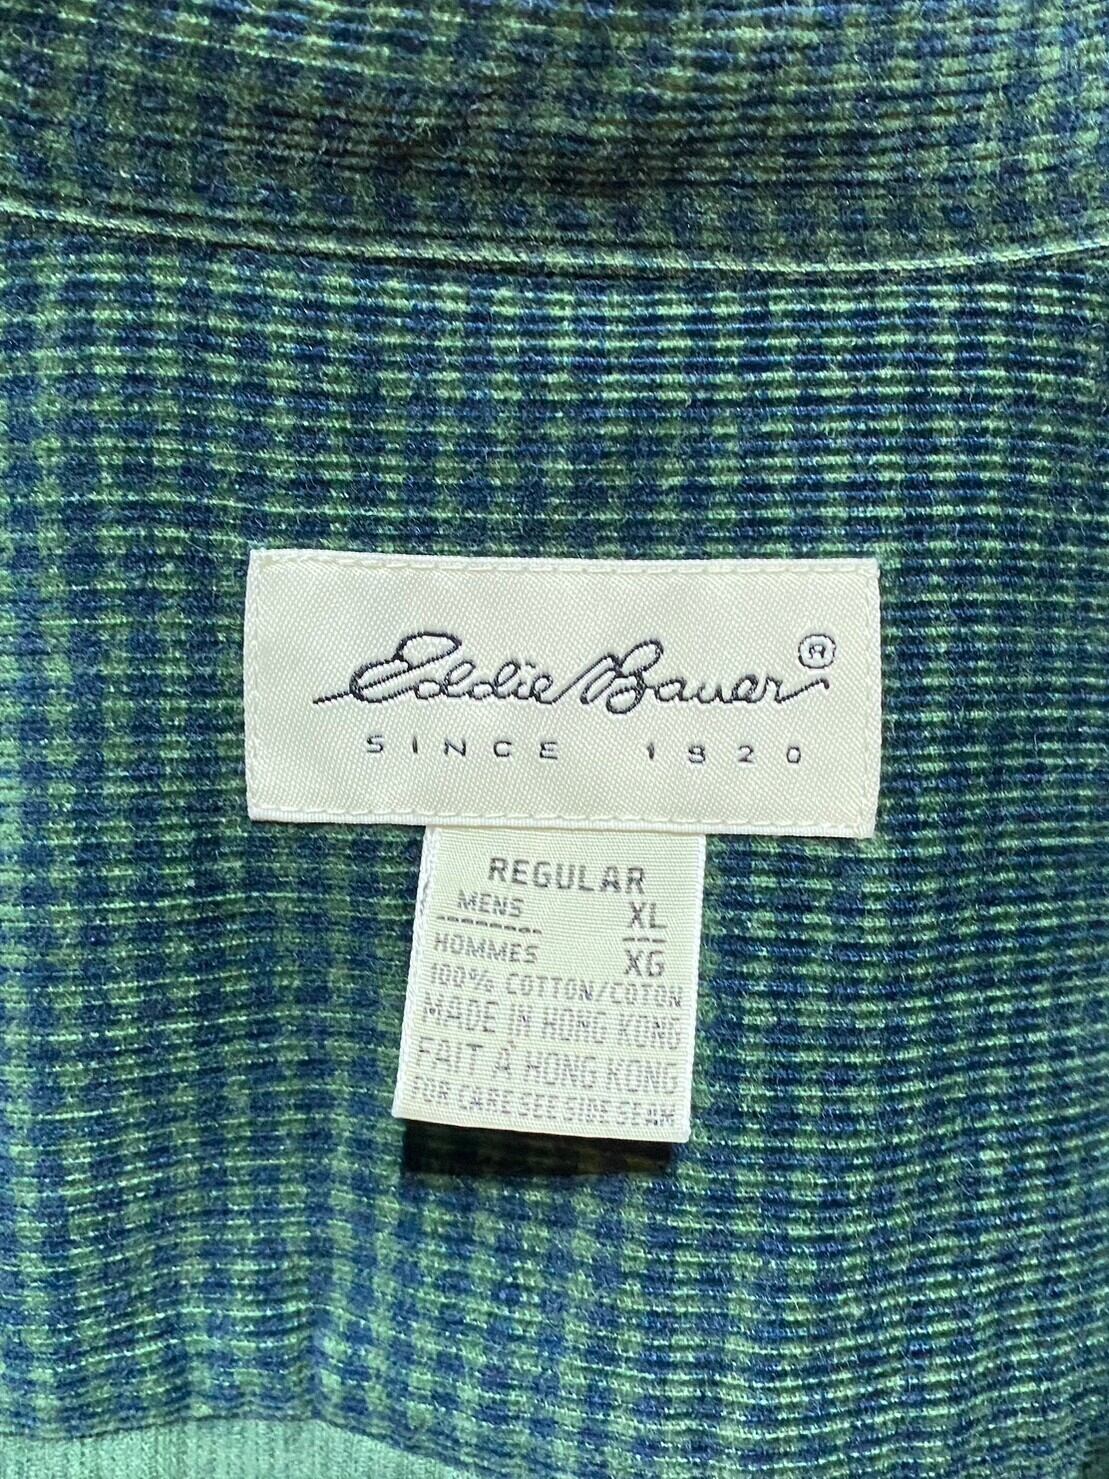 Eddie Bauer ®
SINCE 1920
REGULAR
MENS XL
HOMMES XG
100% COTTON/COTON
MADE IN HONG KONG
FAIT À HONG KONG
FOR CARE SEE SIDE SEAM